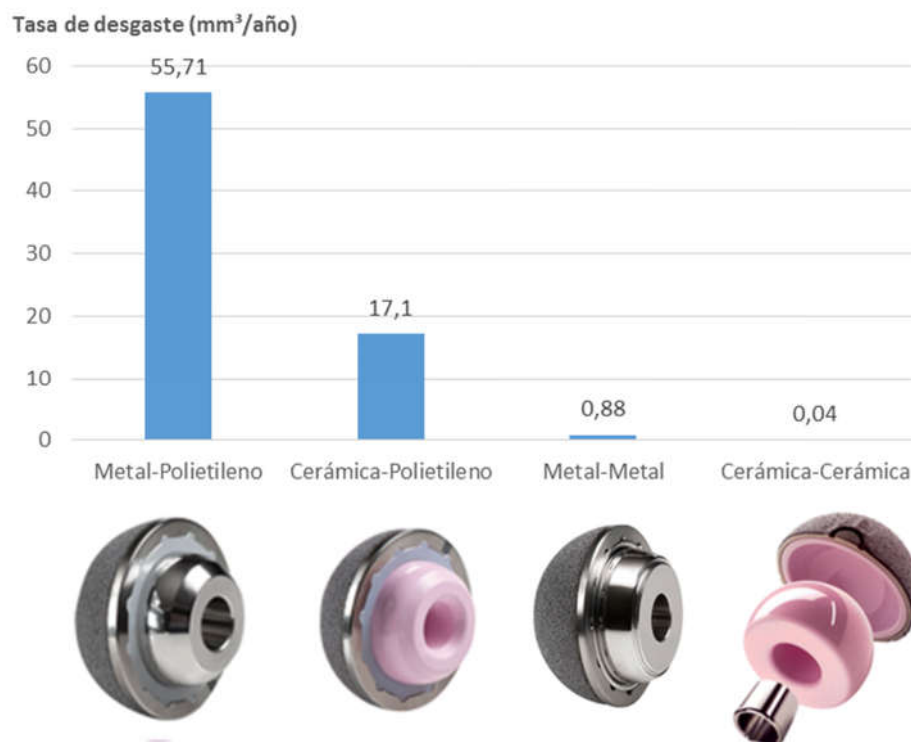 Tasa de desgaste (mm³/año)
60
55,71
50
40
30
20
17,1
10
0,88
0,04
0
Metal-Polietileno
Cerámica-Polietileno
Metal-Metal
Cerámica-Cerámica